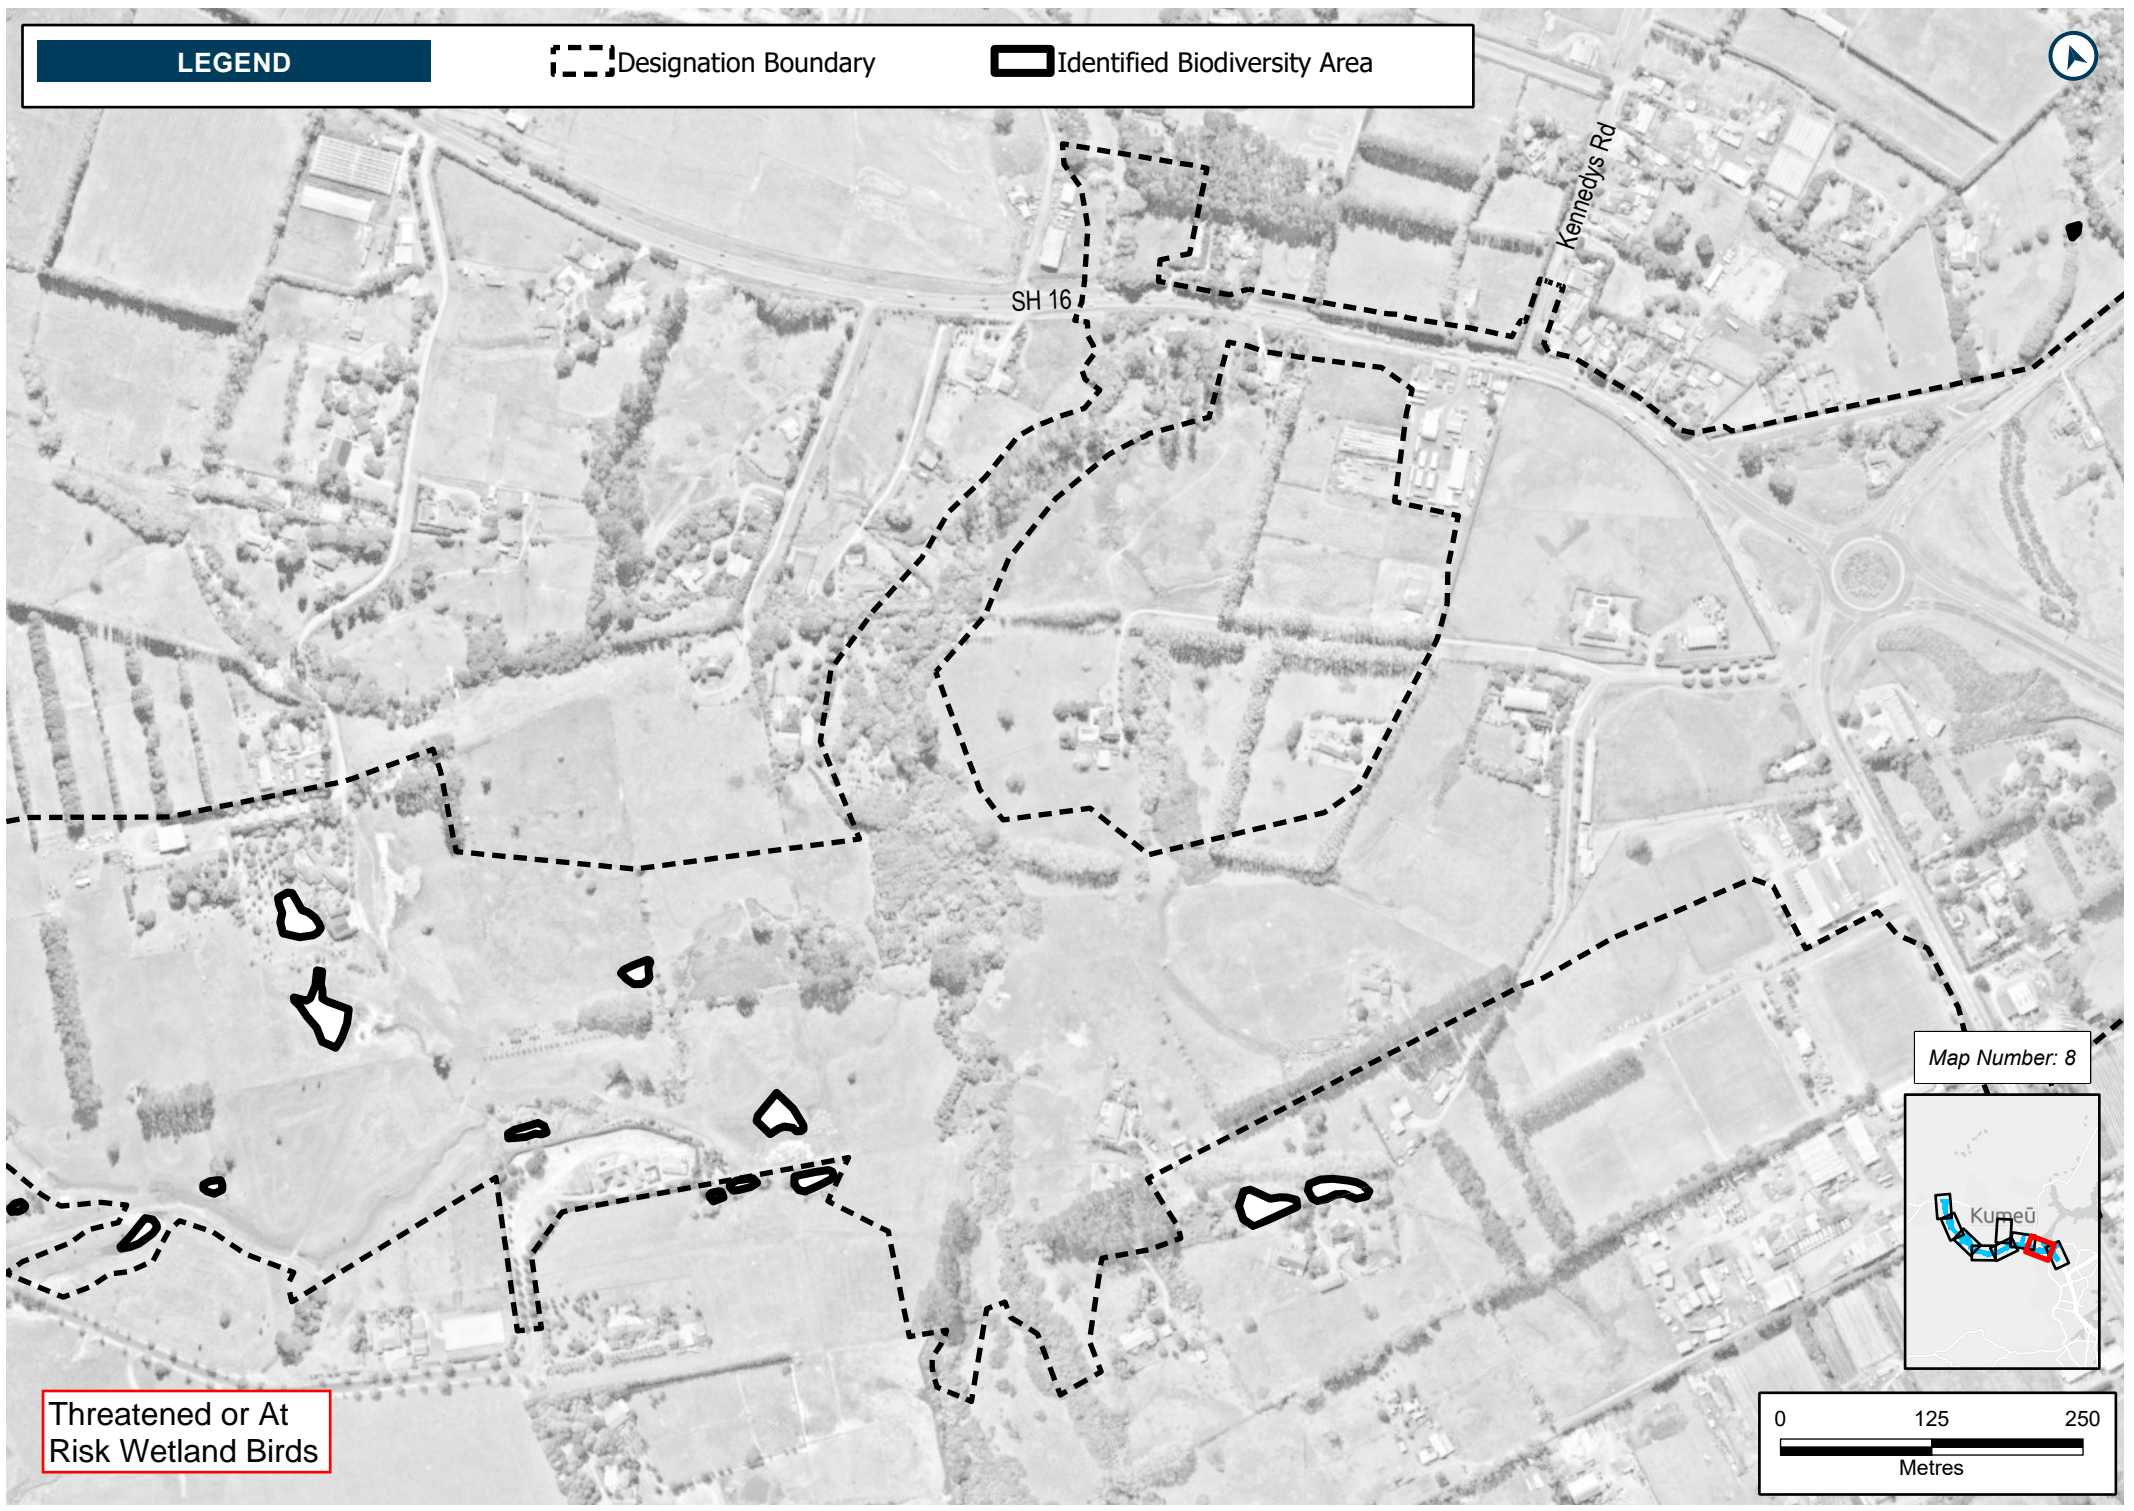 LEGEND
Designation Boundary
Identified Biodiversity Area
Kennedys Rd
SH 16
Map Number: 8
Kumeū
Threatened or At
Risk Wetland Birds
0 125 250
Metres